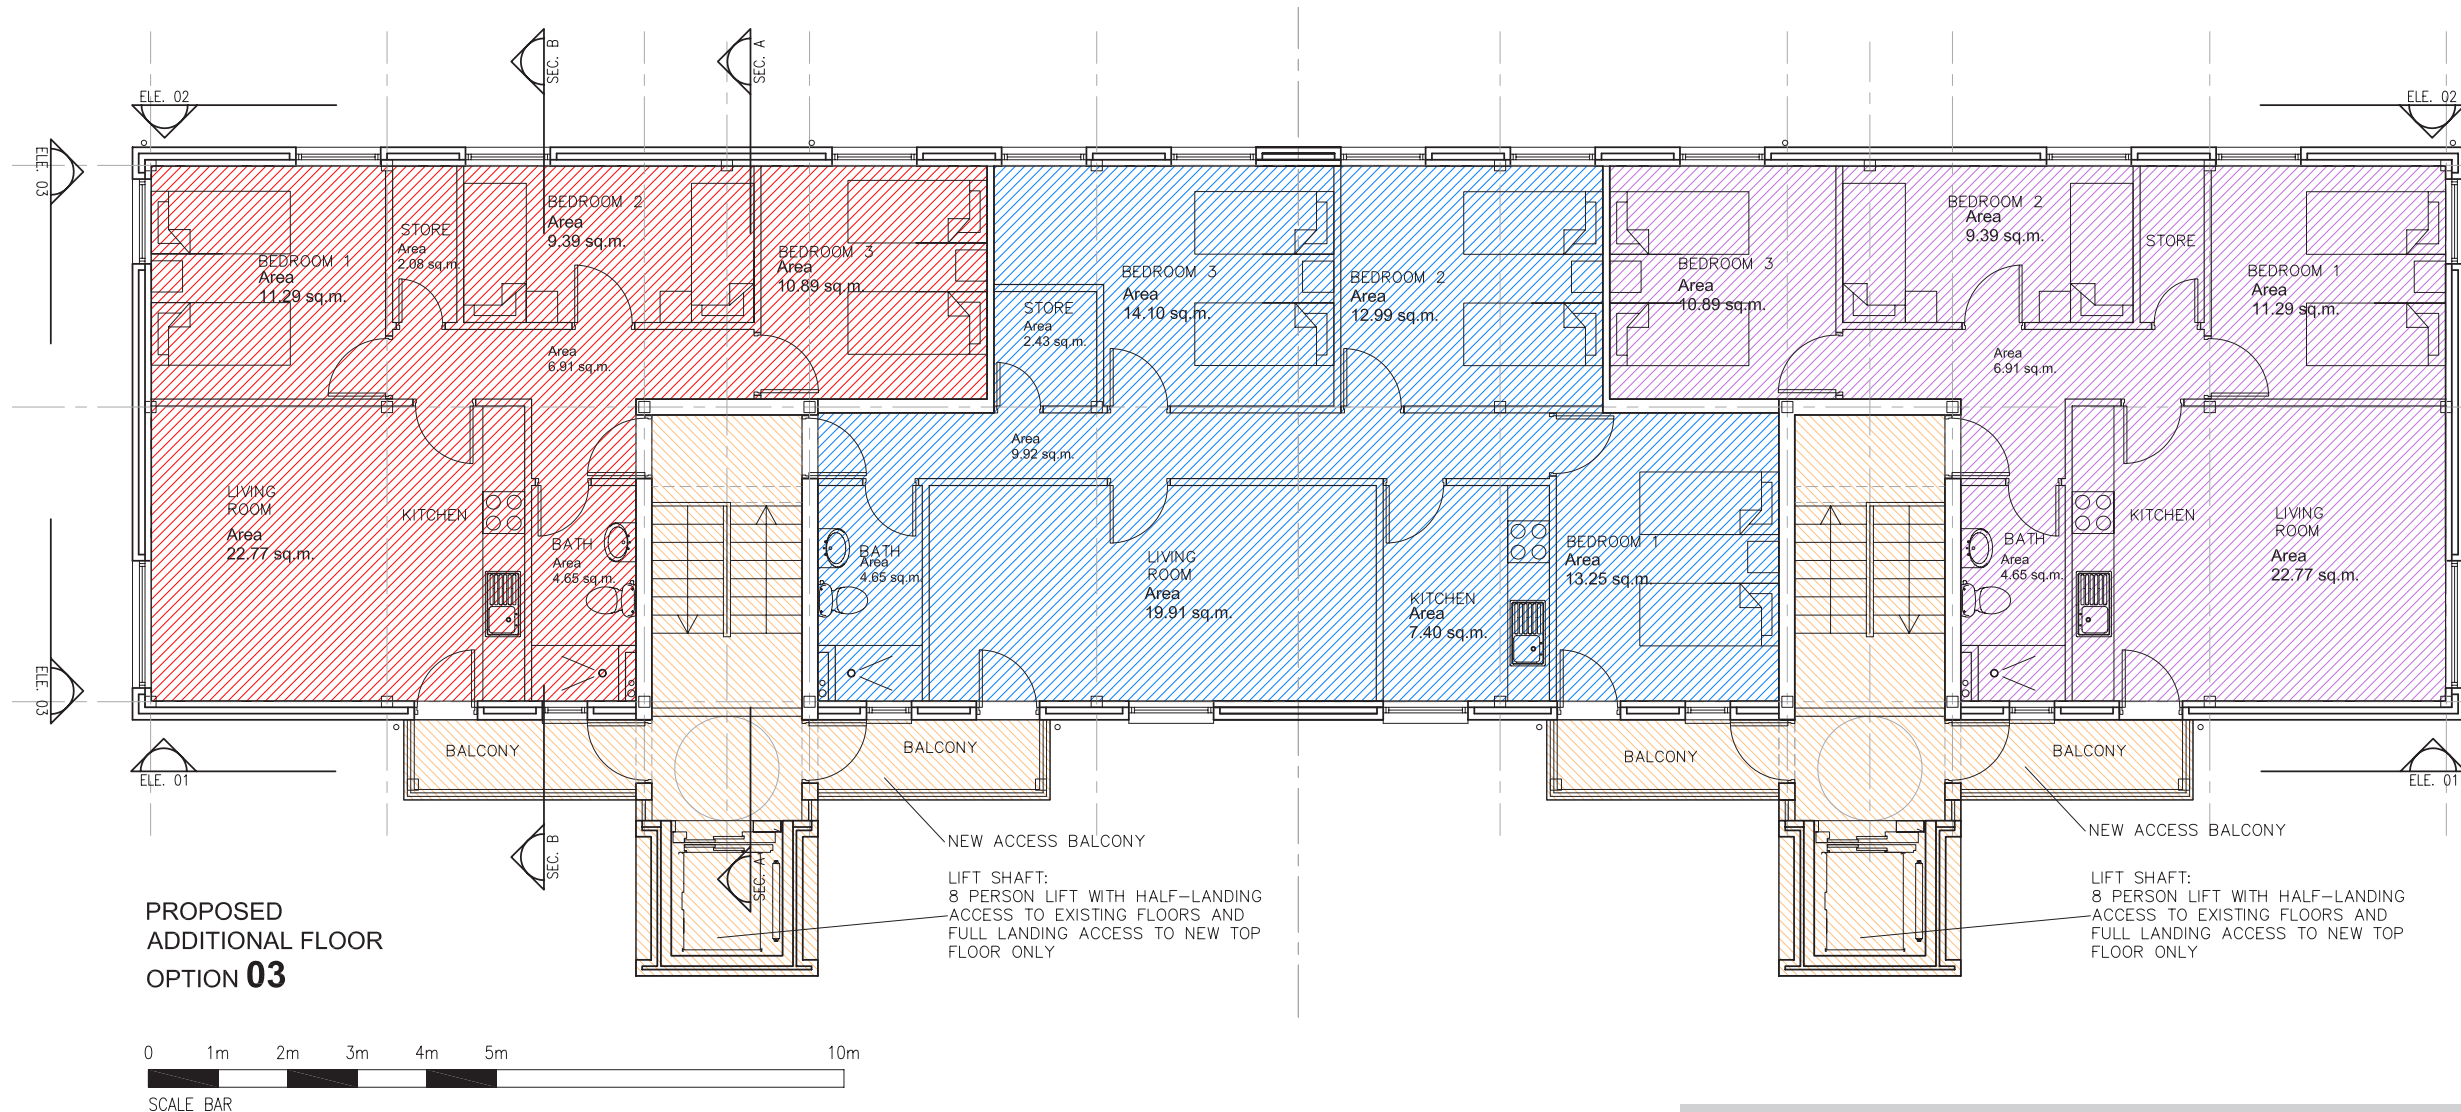 SEC. B
SEC. A
ELE. 02
ELE. 02
ELE. 03
BEDROOM 1
Area
11.29 sq.m.
STORE
Area
2.08 sq.m.
BEDROOM 2
Area
9.39 sq.m.
BEDROOM 3
Area
10.89 sq.m.
Area
6.91 sq.m.
STORE
Area
2.43 sq.m.
BEDROOM 3
Area
14.10 sq.m.
BEDROOM 2
Area
12.99 sq.m.
BEDROOM 3
Area
10.89 sq.m.
BEDROOM 2
Area
9.39 sq.m.
STORE
BEDROOM 1
Area
11.29 sq.m.
Area
6.91 sq.m.
Area
9.92 sq.m.
LIVING
ROOM
Area
22.77 sq.m.
KITCHEN
BATH
Area
4.65 sq.m.
BATH
Area
4.65 sq.m.
LIVING
ROOM
Area
19.91 sq.m.
KITCHEN
Area
7.40 sq.m.
BEDROOM 1
Area
13.25 sq.m.
BATH
Area
4.65 sq.m.
KITCHEN
LIVING
ROOM
Area
22.77 sq.m.
ELE. 03
BALCONY
BALCONY
BALCONY
BALCONY
ELE. 01
ELE. 01
SEC. B
SEC. A
NEW ACCESS BALCONY
LIFT SHAFT:
8 PERSON LIFT WITH HALF-LANDING
ACCESS TO EXISTING FLOORS AND
FULL LANDING ACCESS TO NEW TOP
FLOOR ONLY
NEW ACCESS BALCONY
LIFT SHAFT:
8 PERSON LIFT WITH HALF-LANDING
ACCESS TO EXISTING FLOORS AND
FULL LANDING ACCESS TO NEW TOP
FLOOR ONLY
PROPOSED
ADDITIONAL FLOOR
OPTION 03
0 1m 2m 3m 4m 5m 10m
SCALE BAR